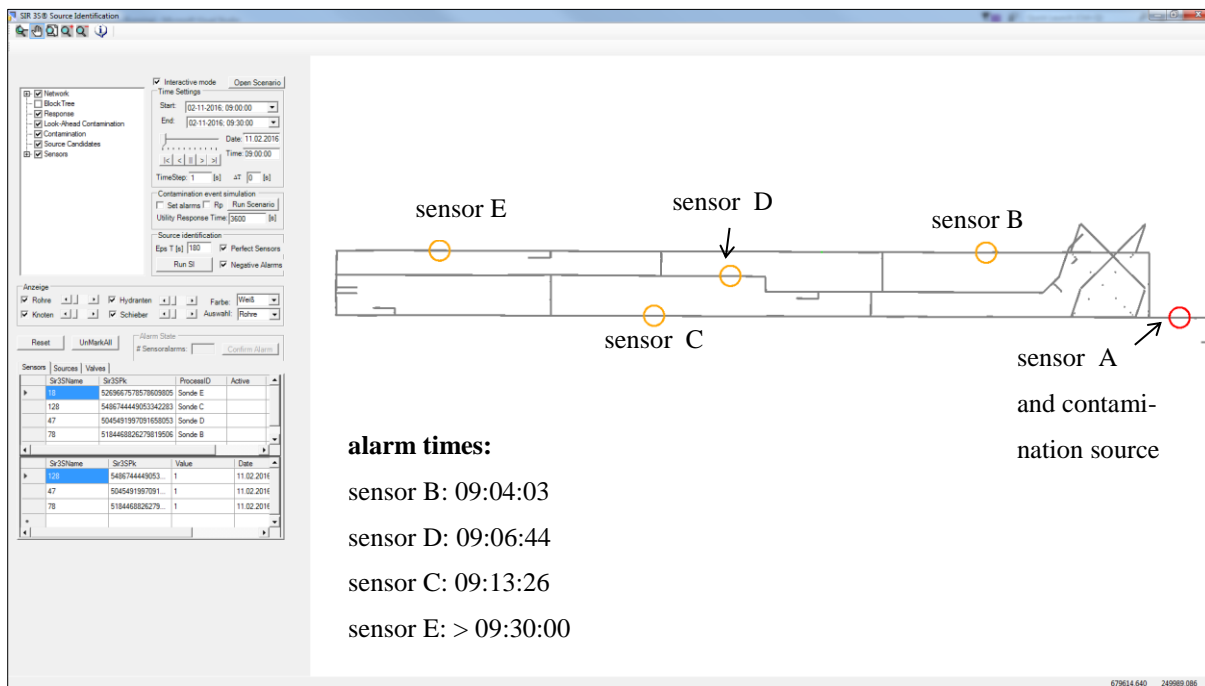 SIR 3S® Source Identification
Interactive mode Open Scenario
Time Settings
Start: 02-11-2016; 09:00:00
End: 02-11-2016; 09:30:00
Date: 11.02.2016
Time: 09:00:00
|< < || > >|
TimeStep: 1 [s] ΔT 0 [s]
Network
BlockTree
Response
Look-Ahead Contamination
Contamination
Source Candidates
Sensors
Contamination event simulation
Set alarms Rp Run Scenario
Utility Response Time: 3600 [s]
Source identification
Eps T [s] 180 Perfect Sensors
Run SI Negative Alarms
Anzeige
Rohre Hydranten Farbe: Weiß
Knoten Schieber Auswahl: Rohre
Reset UnMarkAll
Alarm State
# Sensoralarms: Confirm Alarm
Sensors Sources Valves
Sir3SName Sir3SPk ProcessID Active
18 5269667578578609805 Sonde E
128 5486744449053342283 Sonde C
47 5045491997091658053 Sonde D
78 5184468826279819506 Sonde B
Sir3SName Sir3SPk Value Date
128 5486744449053... 1 11.02.2016
47 5045491997091... 1 11.02.2016
78 5184468826279... 1 11.02.2016
sensor E
sensor D
sensor B
sensor C
sensor A
and contami-
nation source
alarm times:
sensor B: 09:04:03
sensor D: 09:06:44
sensor C: 09:13:26
sensor E: > 09:30:00
679614.640 249989.086